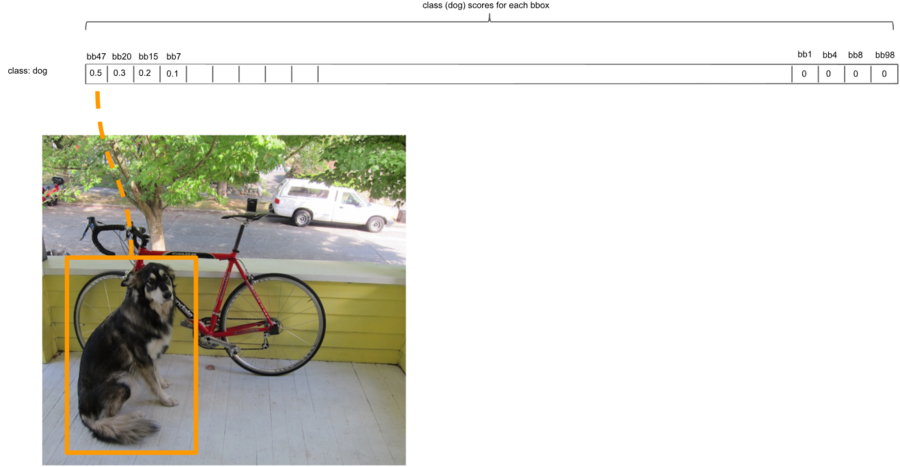 class (dog) scores for each bbox
bb47 bb20 bb15 bb7 bb1 bb4 bb8 bb98
class: dog 0.5 0.3 0.2 0.1 0 0 0 0